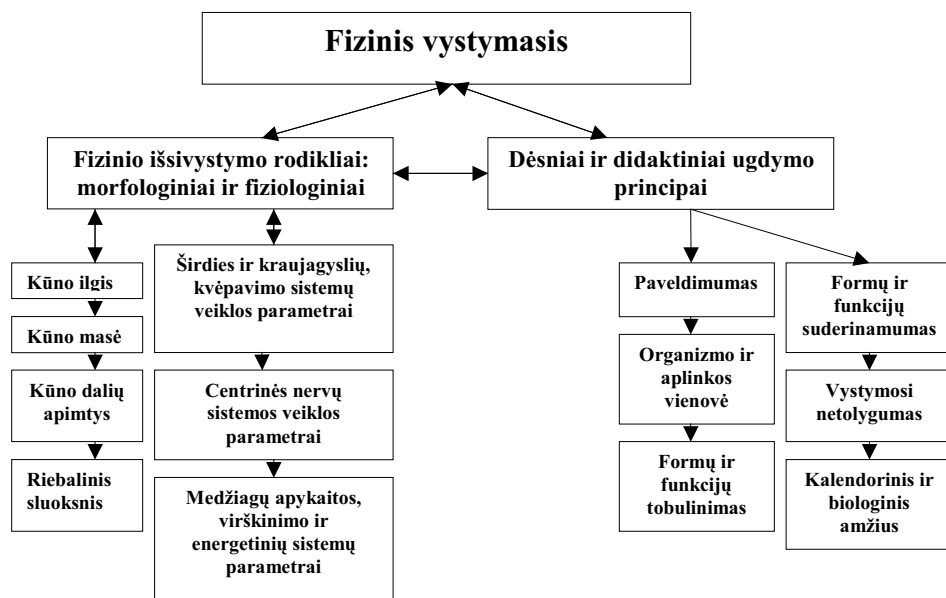 Fizinis vystymasis
Fizinio išsivystymo rodikliai:
morfologiniai ir fiziologiniai
Dėsniai ir didaktiniai ugdymo
principai
Kūno ilgis
Kūno masė
Kūno dalių
apimtys
Riebalinis
sluoksnis
Širdies ir kraujagyslių,
kvėpavimo sistemų
veiklos parametrai
Centrinės nervų
sistemos veiklos
parametrai
Medžiagų apykaitos,
virškinimo ir
energetinių sistemų
parametrai
Paveldimumas
Organizmo ir
aplinkos
vienovė
Formų ir
funkcijų
tobulinimas
Formų ir
funkcijų
suderinamumas
Vystymosi
netolygumas
Kalendorinis ir
biologinis
amžius